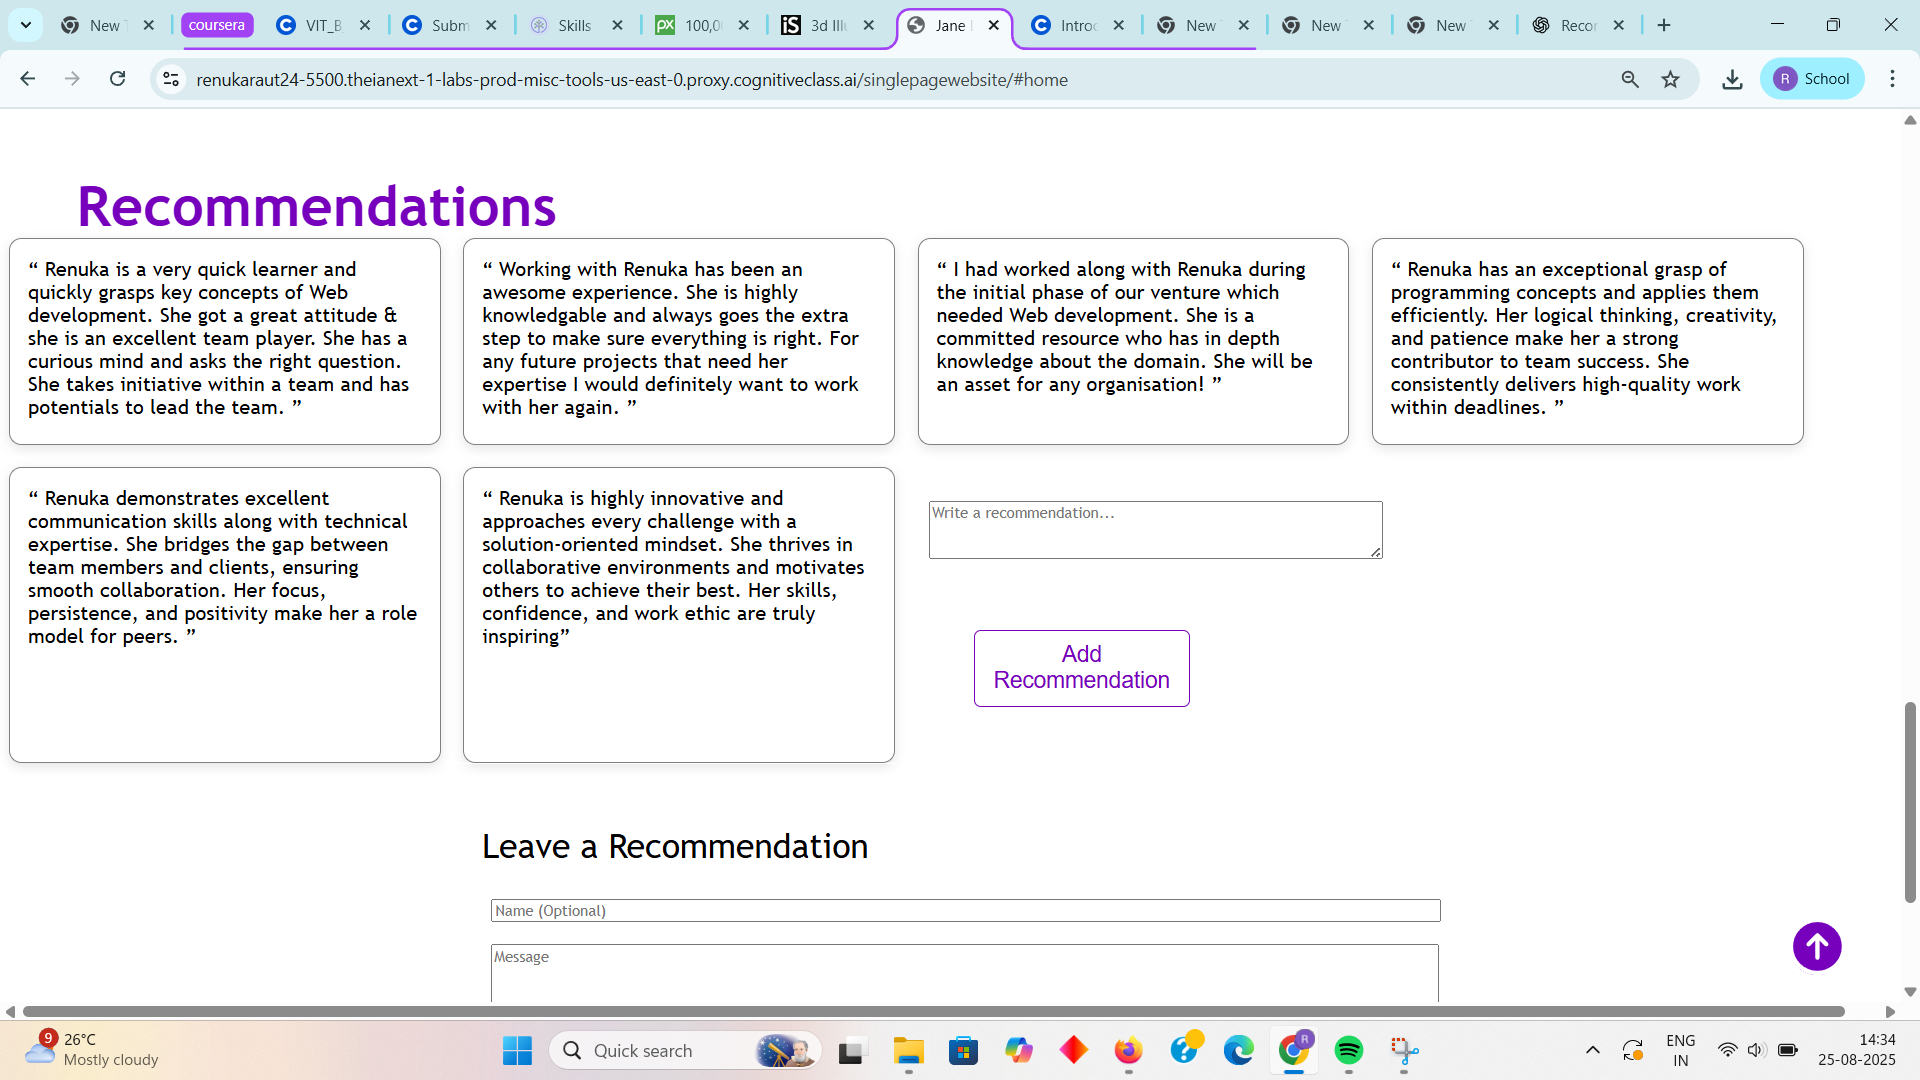 New T
coursera
VIT_B
Subm
Skills
100,0
3d Illu
Jane
Introd
New T
New T
New T
Recor
renukaraut24-5500.theianext-1-labs-prod-misc-tools-us-east-0.proxy.cognitiveclass.ai/singlepagewebsite/#home
R School
Recommendations
“ Renuka is a very quick learner and
quickly grasps key concepts of Web
development. She got a great attitude &
she is an excellent team player. She has a
curious mind and asks the right question.
She takes initiative within a team and has
potentials to lead the team. ”
“ Working with Renuka has been an
awesome experience. She is highly
knowledgable and always goes the extra
step to make sure everything is right. For
any future projects that need her
expertise I would definitely want to work
with her again. ”
“ I had worked along with Renuka during
the initial phase of our venture which
needed Web development. She is a
committed resource who has in depth
knowledge about the domain. She will be
an asset for any organisation! ”
“ Renuka has an exceptional grasp of
programming concepts and applies them
efficiently. Her logical thinking, creativity,
and patience make her a strong
contributor to team success. She
consistently delivers high-quality work
within deadlines. ”
“ Renuka demonstrates excellent
communication skills along with technical
expertise. She bridges the gap between
team members and clients, ensuring
smooth collaboration. Her focus,
persistence, and positivity make her a role
model for peers. ”
“ Renuka is highly innovative and
approaches every challenge with a
solution-oriented mindset. She thrives in
collaborative environments and motivates
others to achieve their best. Her skills,
confidence, and work ethic are truly
inspiring”
Write a recommendation...
Add
Recommendation
Leave a Recommendation
Name (Optional)
Message
9
26°C
Mostly cloudy
Quick search
ENG
IN
14:34
25-08-2025